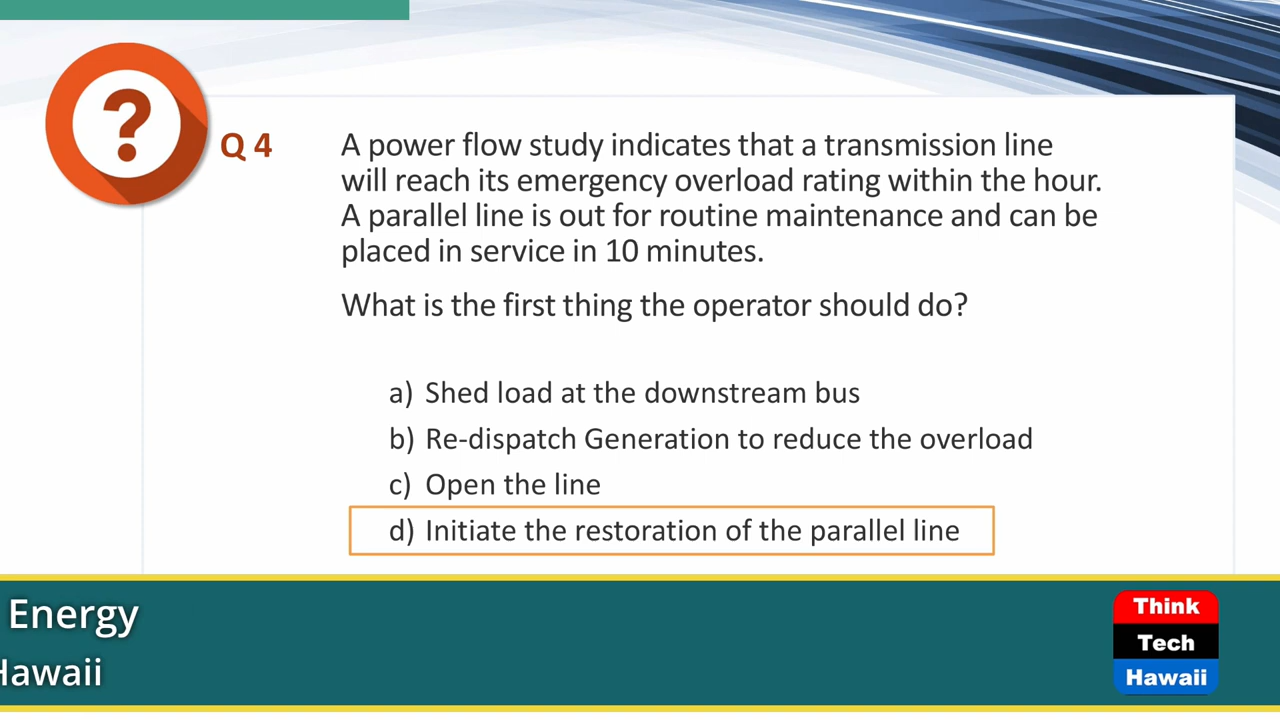 ?
Q 4
A power flow study indicates that a transmission line
will reach its emergency overload rating within the hour.
A parallel line is out for routine maintenance and can be
placed in service in 10 minutes.
What is the first thing the operator should do?
a) Shed load at the downstream bus
b) Re-dispatch Generation to reduce the overload
c) Open the line
d) Initiate the restoration of the parallel line
Energy
Hawaii
Think
Tech
Hawaii